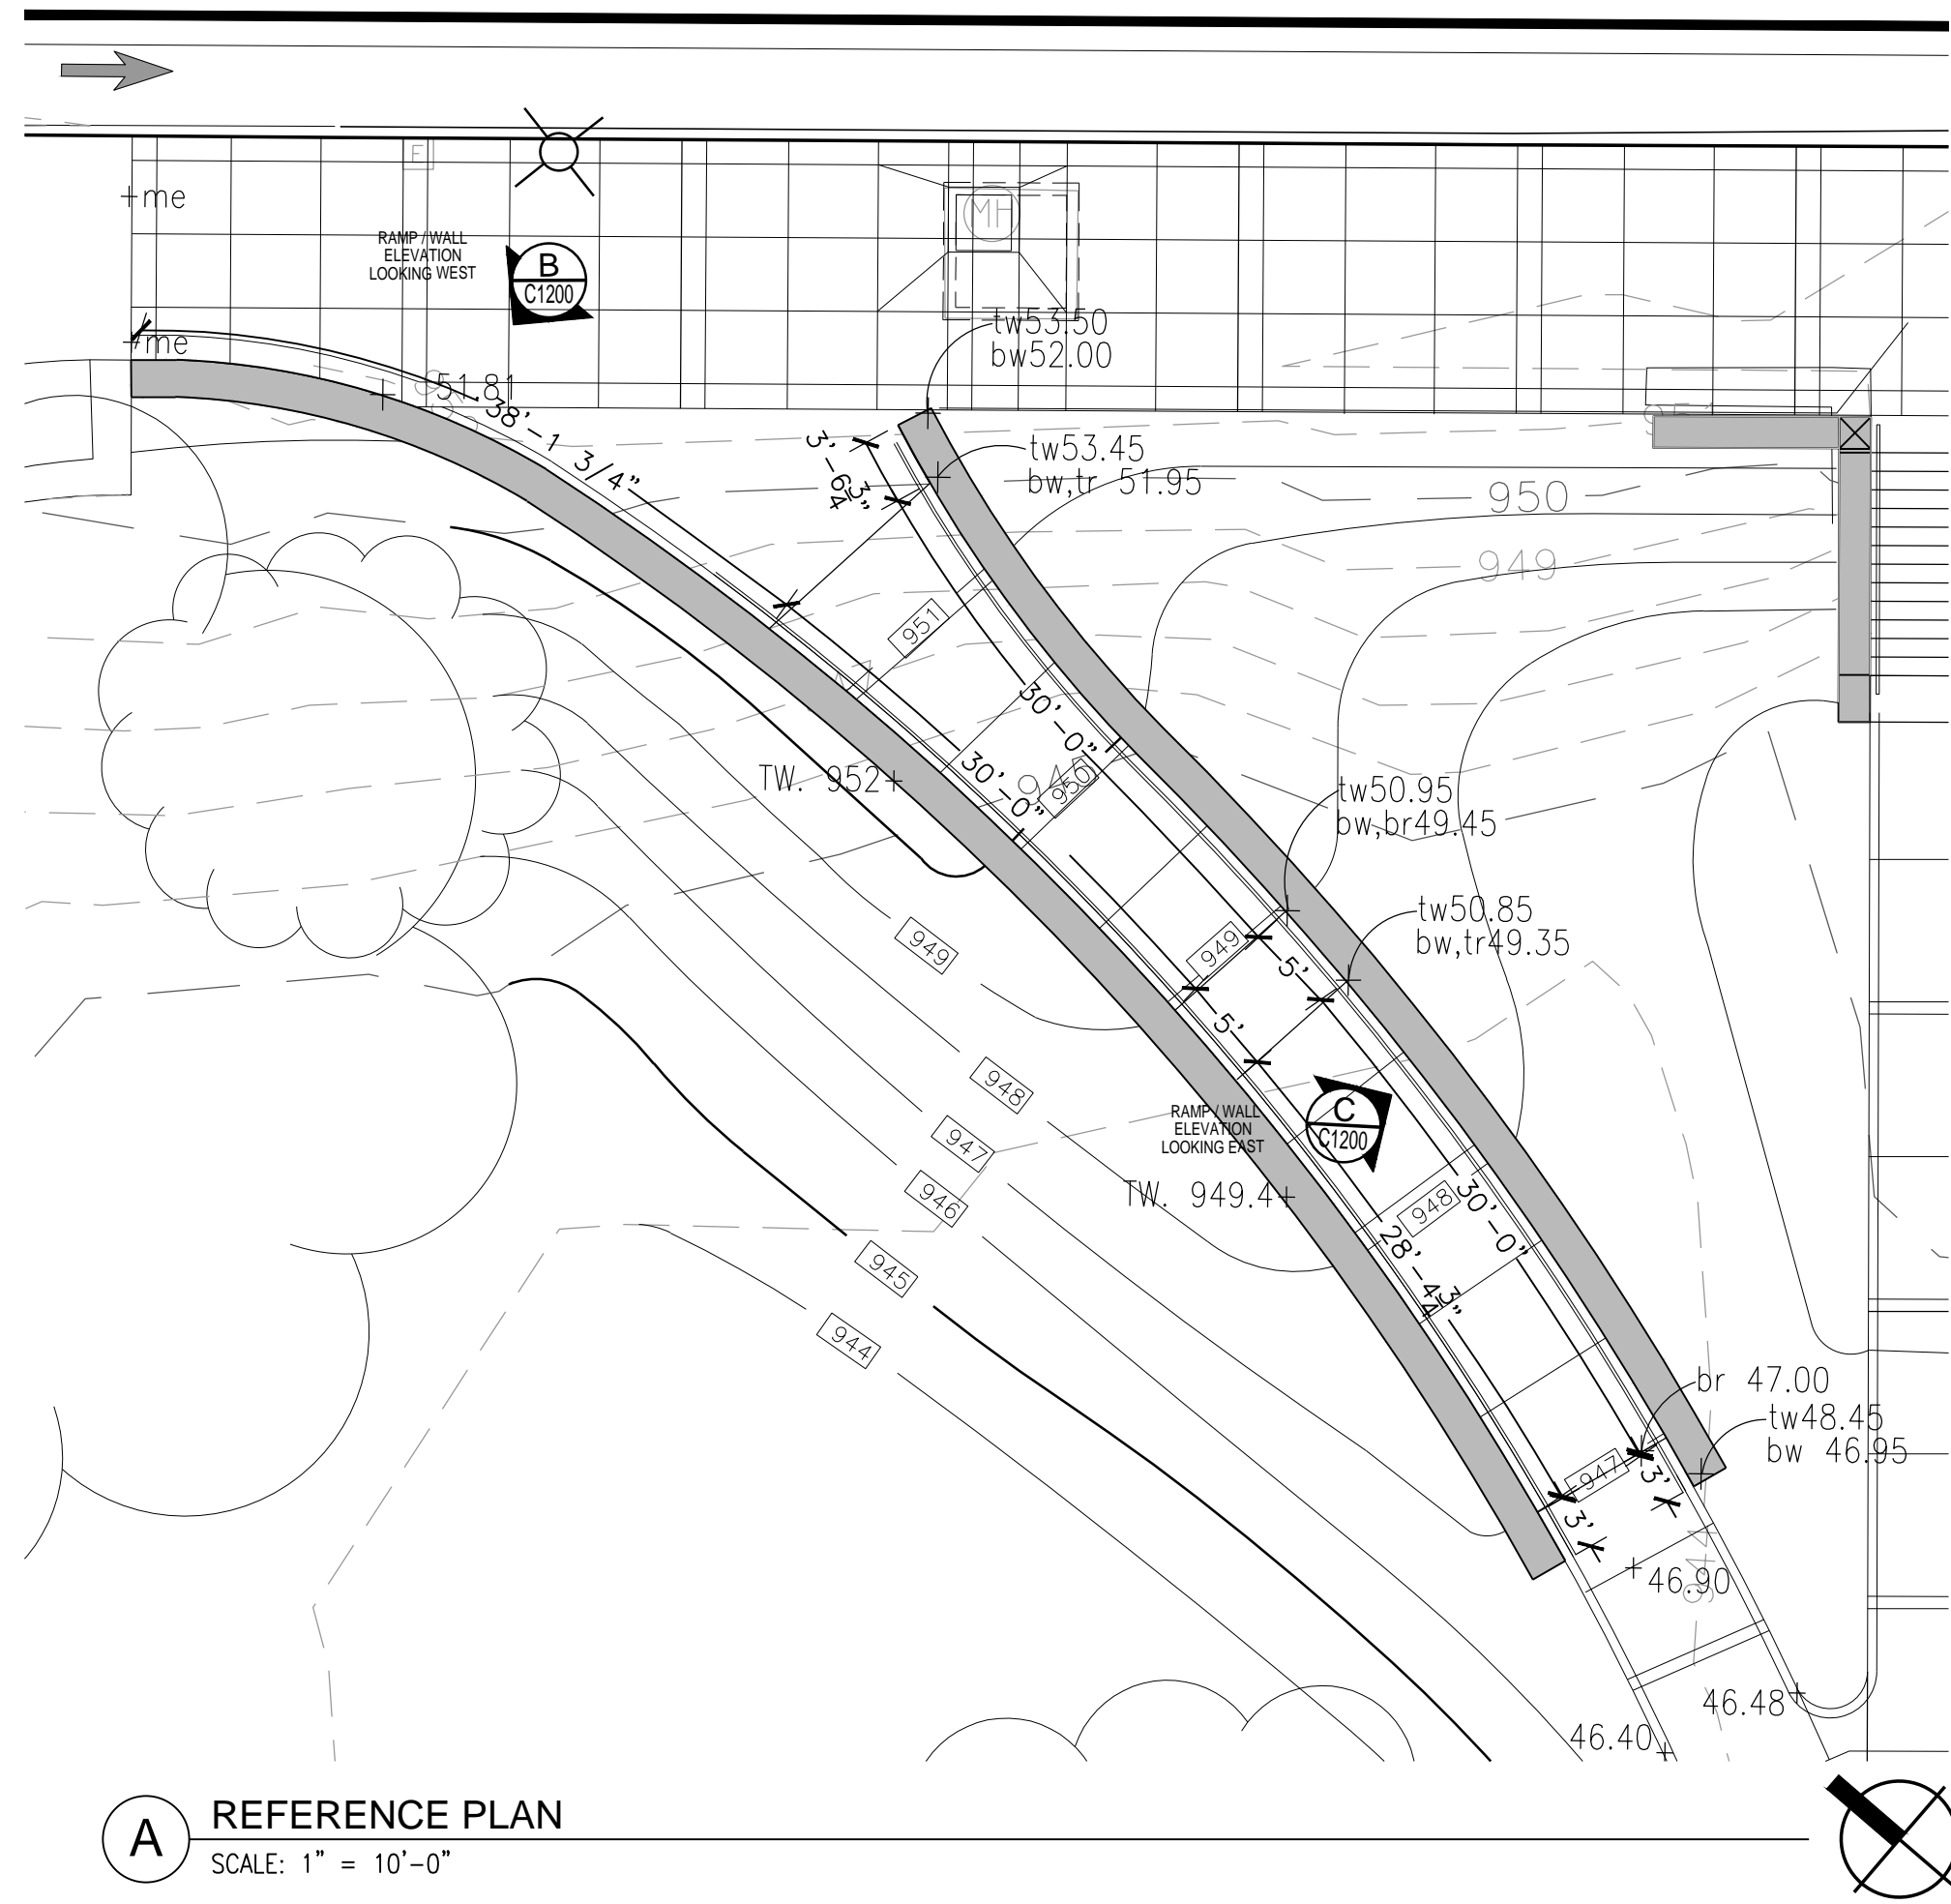 E
+me
MH
RAMP / WALL
ELEVATION
LOOKING WEST
B
C1200
tw53.50
bw52.00
+me
51.81
38'-1 3/4"
3'-6 3/4"
tw53.45
bw,tr 51.95
950
949
951
30'-0"
TW. 952+
30'-0"
950
tw50.95
bw,br49.45
tw50.85
bw,tr49.35
949
949
5'
5'
948
RAMP / WALL
ELEVATION
LOOKING EAST
C
C1200
947
TW. 949.4+
946
948
30'-0"
945
28'-4 3/4"
944
br 47.00
tw48.45
bw 46.95
947
3'
3'
46.90
46.48
46.40
A
REFERENCE PLAN
SCALE: 1" = 10'-0"